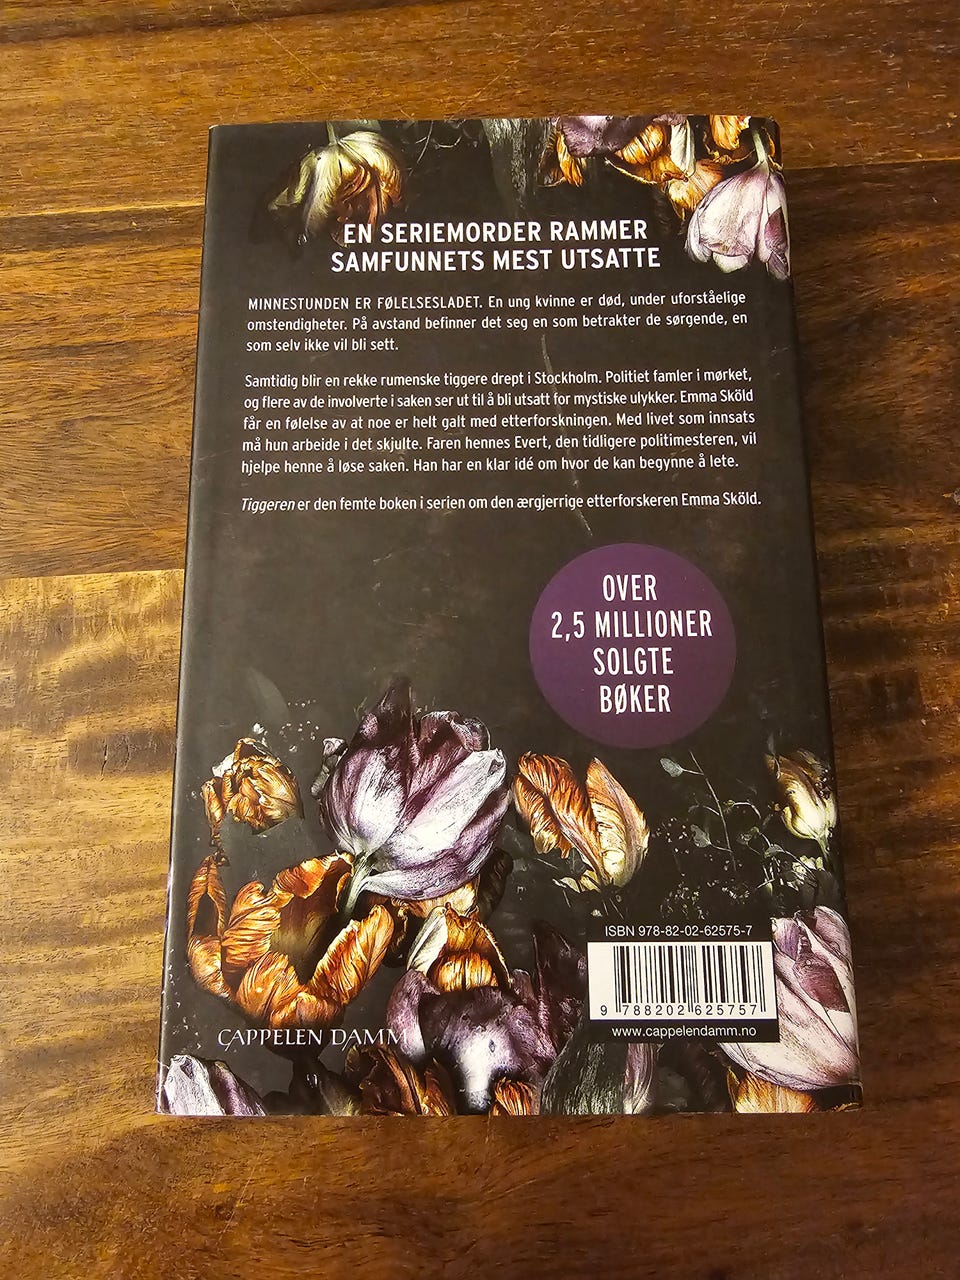 EN SERIEMORDER RAMMER
SAMFUNNETS MEST UTSATTE
MINNESTUNDEN ER FØLELSESLADET. En ung kvinne er død, under uforståelige
omstendigheter. På avstand befinner det seg en som betrakter de sørgende, en
som selv ikke vil bli sett.
Samtidig blir en rekke rumenske tiggere drept i Stockholm. Politiet famler i mørket,
og flere av de involverte i saken ser ut til å bli utsatt for mystiske ulykker. Emma Sköld
får en følelse av at noe er helt galt med etterforskningen. Med livet som innsats
må hun arbeide i det skjulte. Faren hennes Evert, den tidligere politimesteren, vil
hjelpe henne å løse saken. Han har en klar idé om hvor de kan begynne å lete.
Tiggeren er den femte boken i serien om den ærgjerrige etterforskeren Emma Sköld.
OVER
2,5 MILLIONER
SOLGTE
BØKER
ISBN 978-82-02-62575-7
9 788202 625757
www.cappelendamm.no
CAPPELEN DAMM